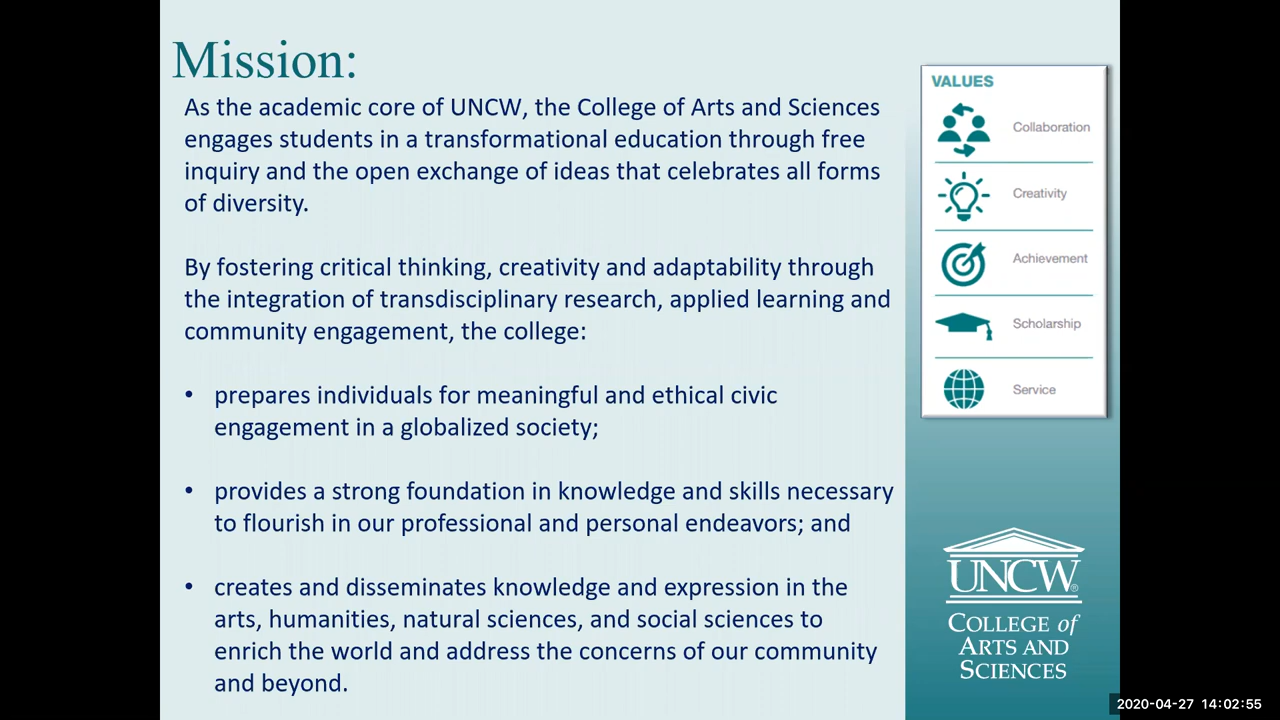 Mission:
As the academic core of UNCW, the College of Arts and Sciences
engages students in a transformational education through free
inquiry and the open exchange of ideas that celebrates all forms
of diversity.
By fostering critical thinking, creativity and adaptability through
the integration of transdisciplinary research, applied learning and
community engagement, the college:
• prepares individuals for meaningful and ethical civic
engagement in a globalized society;
• provides a strong foundation in knowledge and skills necessary
to flourish in our professional and personal endeavors; and
• creates and disseminates knowledge and expression in the
arts, humanities, natural sciences, and social sciences to
enrich the world and address the concerns of our community
and beyond.
VALUES
Collaboration
Creativity
Achievement
Scholarship
Service
UNCW®
COLLEGE of
ARTS AND
SCIENCES
2020-04-27 14:02:55